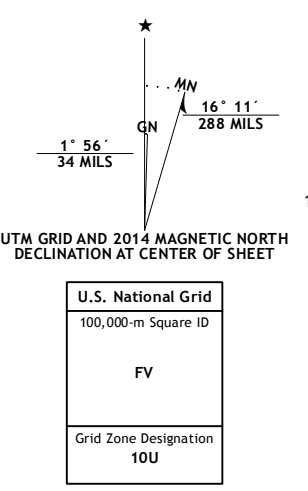 ★
MN
16° 11´
288 MILS
GN
1° 56´
34 MILS
UTM GRID AND 2014 MAGNETIC NORTH
DECLINATION AT CENTER OF SHEET
U.S. National Grid
100,000-m Square ID
FV
Grid Zone Designation
10U